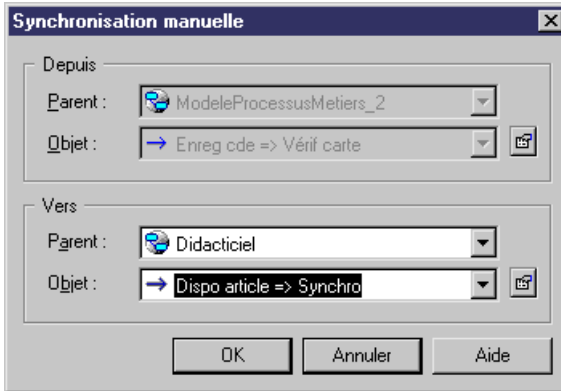 Synchronisation manuelle
Depuis
Parent :
ModeleProcessusMetiers_2
Objet :
Enreg cde => Vérif carte
Vers
Parent :
Didacticiel
Objet :
Dispo article => Synchro
OK
Annuler
Aide